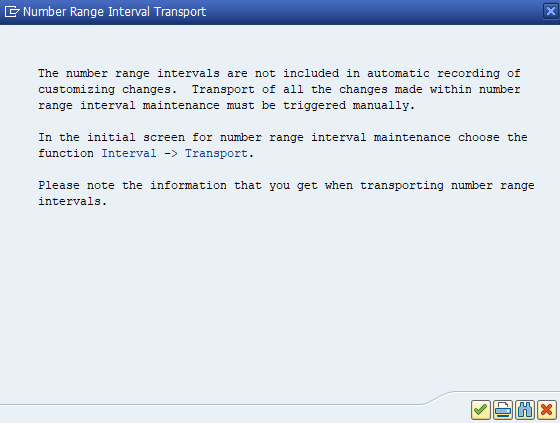 Number Range Interval Transport
The number range intervals are not included in automatic recording of
customizing changes.  Transport of all the changes made within number
range interval maintenance must be triggered manually.
In the initial screen for number range interval maintenance choose the
function Interval -> Transport.
Please note the information that you get when transporting number range
intervals.